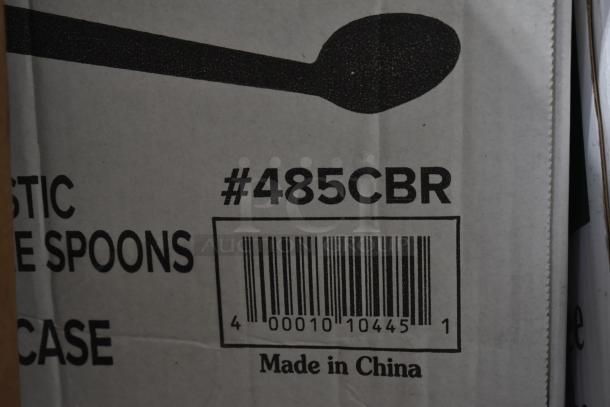 #485CBR
STIC
E SPOONS
CASE
4 00010 10445 1
Made in China